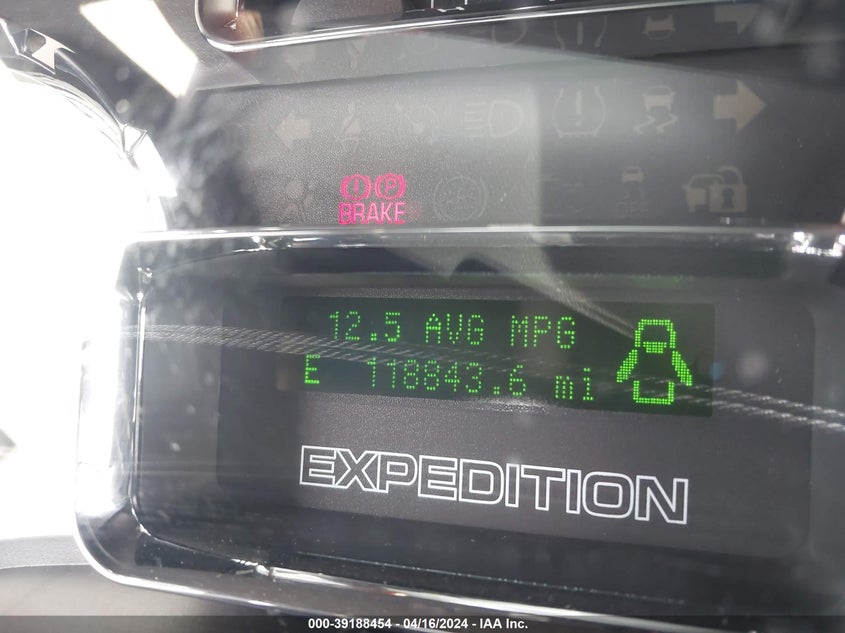 BRAKE
12.5 AVG MPG
E 118843.6 mi
EXPEDITION
000-39188454 - 04/16/2024 - IAA Inc.